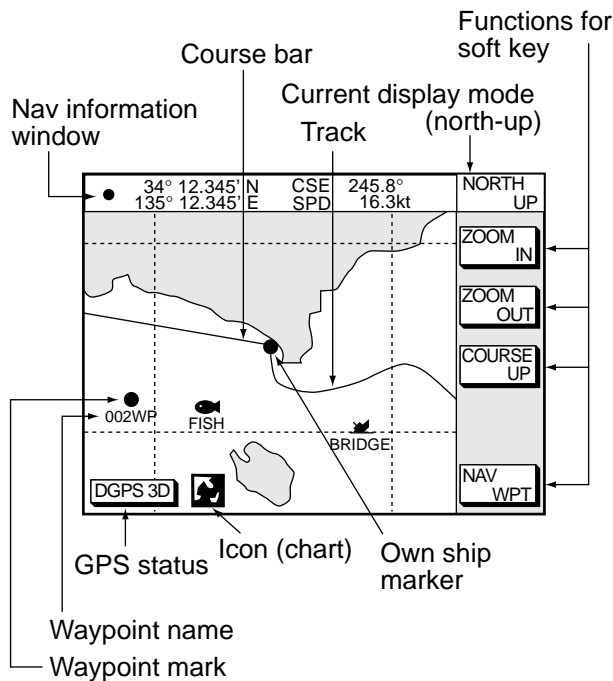 Functions for
soft key
Course bar
Current display mode
(north-up)
Nav information
window
Track
34° 12.345' N CSE 245.8°
135° 12.345' E SPD 16.3kt
NORTH
UP
ZOOM
IN
ZOOM
OUT
COURSE
UP
002WP
FISH
BRIDGE
DGPS 3D
NAV
WPT
GPS status
Icon (chart)
Own ship
marker
Waypoint name
Waypoint mark